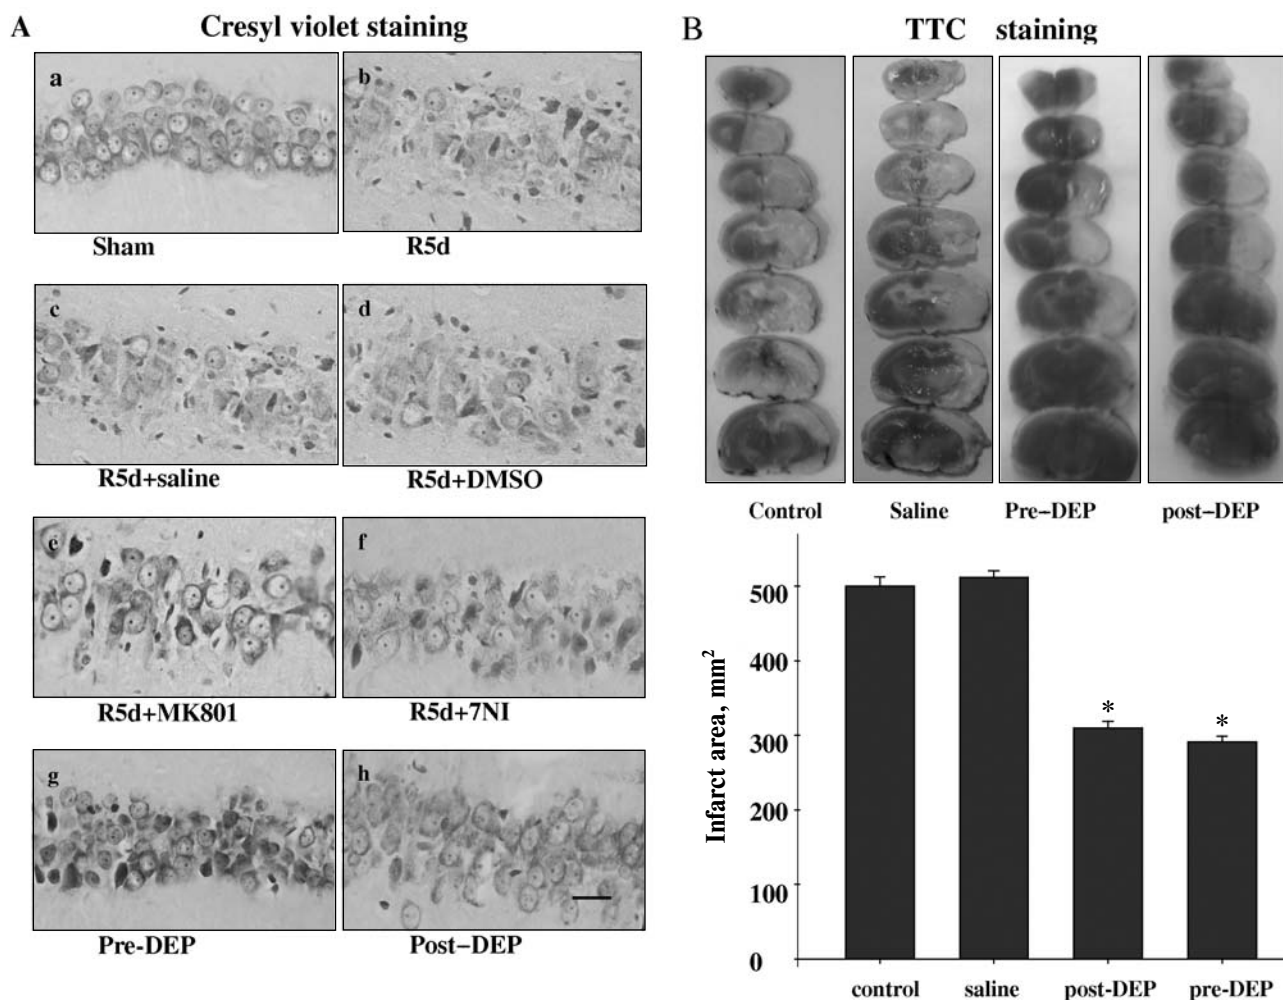 A
Cresyl violet staining
a
b
Sham
R5d
c
d
R5d+saline
R5d+DMSO
e
f
R5d+MK801
R5d+7NI
g
h
Pre-DEP
Post–DEP
B
TTC staining
Control
Saline
Pre–DEP
post–DEP
Infarct area, mm²
500
400
300
200
100
0
*
*
control
saline
post-DEP
pre-DEP